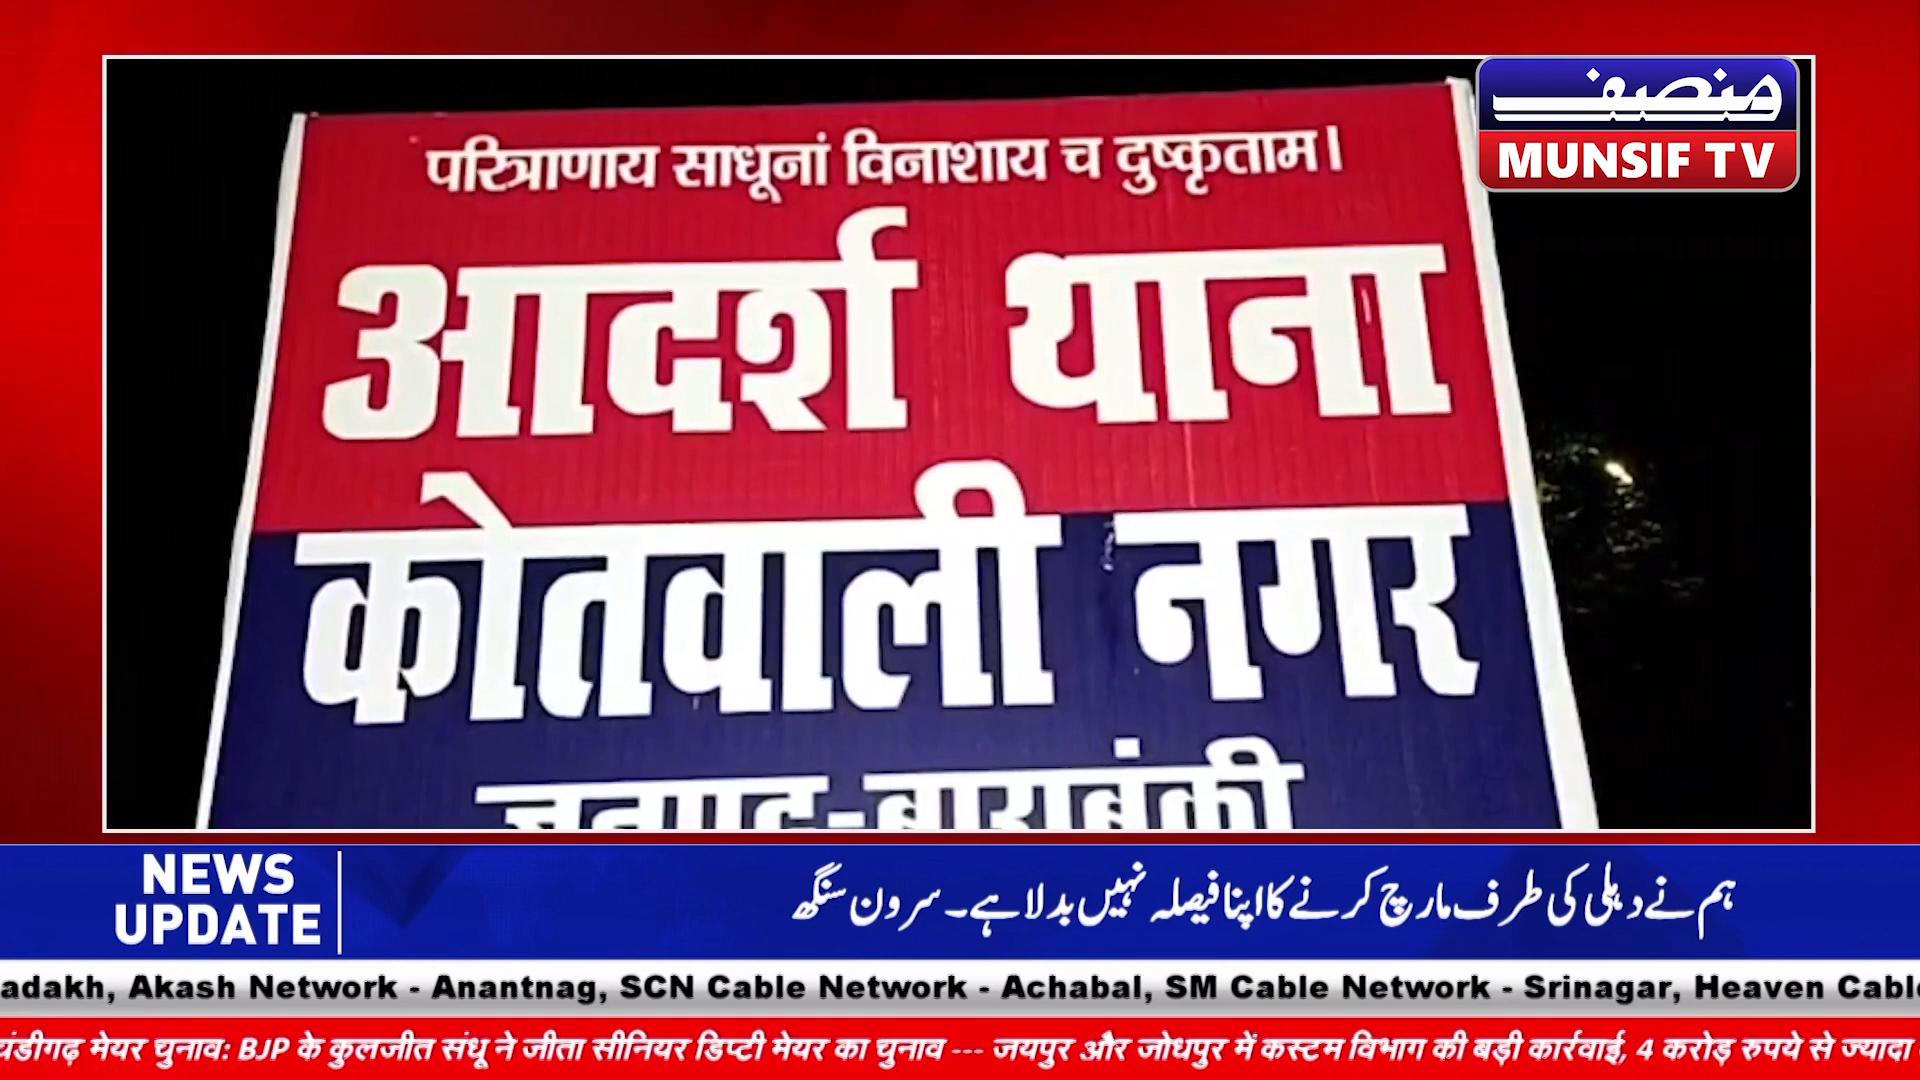 منصف
MUNSIF TV
परित्राणाय साधूनां विनाशाय च दुष्कृताम।
आदर्श थाना
कोतवाली नगर
जनपद-बाराबंकी
NEWS
UPDATE
ہم نے دہلی کی طرف مارچ کرنے کا اپنا فیصلہ نہیں بدلا ہے۔ سرون سنگھ
adakh, Akash Network - Anantnag, SCN Cable Network - Achabal, SM Cable Network - Srinagar, Heaven Cable
चंडीगढ़ मेयर चुनाव: BJP के कुलजीत संधू ने जीता सीनियर डिप्टी मेयर का चुनाव --- जयपुर और जोधपुर में कस्टम विभाग की बड़ी कार्रवाई, 4 करोड़ रुपये से ज्यादा